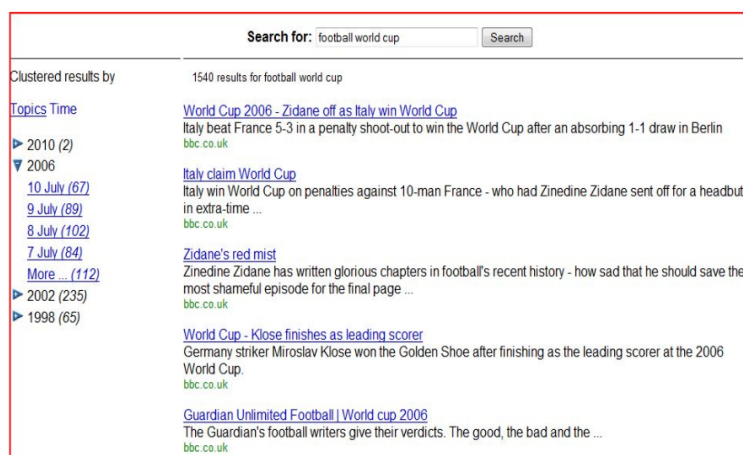 Search for: football world cup Search
Clustered results by
1540 results for football world cup
Topics Time
2010 (2)
2006
10 July (67)
9 July (89)
8 July (102)
7 July (84)
More ... (112)
2002 (235)
1998 (65)
World Cup 2006 - Zidane off as Italy win World Cup
Italy beat France 5-3 in a penalty shoot-out to win the World Cup after an absorbing 1-1 draw in Berlin
bbc.co.uk
Italy claim World Cup
Italy win World Cup on penalties against 10-man France - who had Zinedine Zidane sent off for a headbut
in extra-time ...
bbc.co.uk
Zidane's red mist
Zinedine Zidane has written glorious chapters in football's recent history - how sad that he should save the
most shameful episode for the final page ...
bbc.co.uk
World Cup - Klose finishes as leading scorer
Germany striker Miroslav Klose won the Golden Shoe after finishing as the leading scorer at the 2006
World Cup.
bbc.co.uk
Guardian Unlimited Football | World cup 2006
The Guardian's football writers give their verdicts. The good, the bad and the ...
bbc.co.uk